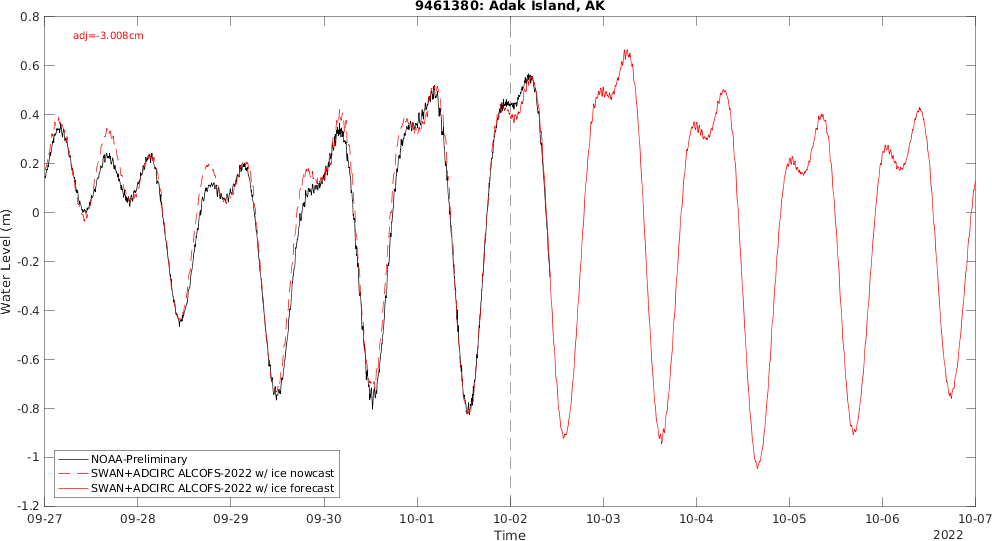 9461380: Adak Island, AK
adj=-3.008cm
0.8
0.6
0.4
0.2
0
-0.2
-0.4
-0.6
-0.8
-1
-1.2
Water Level (m)
NOAA-Preliminary
SWAN+ADCIRC ALCOFS-2022 w/ ice nowcast
SWAN+ADCIRC ALCOFS-2022 w/ ice forecast
09-27 09-28 09-29 09-30 10-01 10-02 10-03 10-04 10-05 10-06 10-07
Time
2022